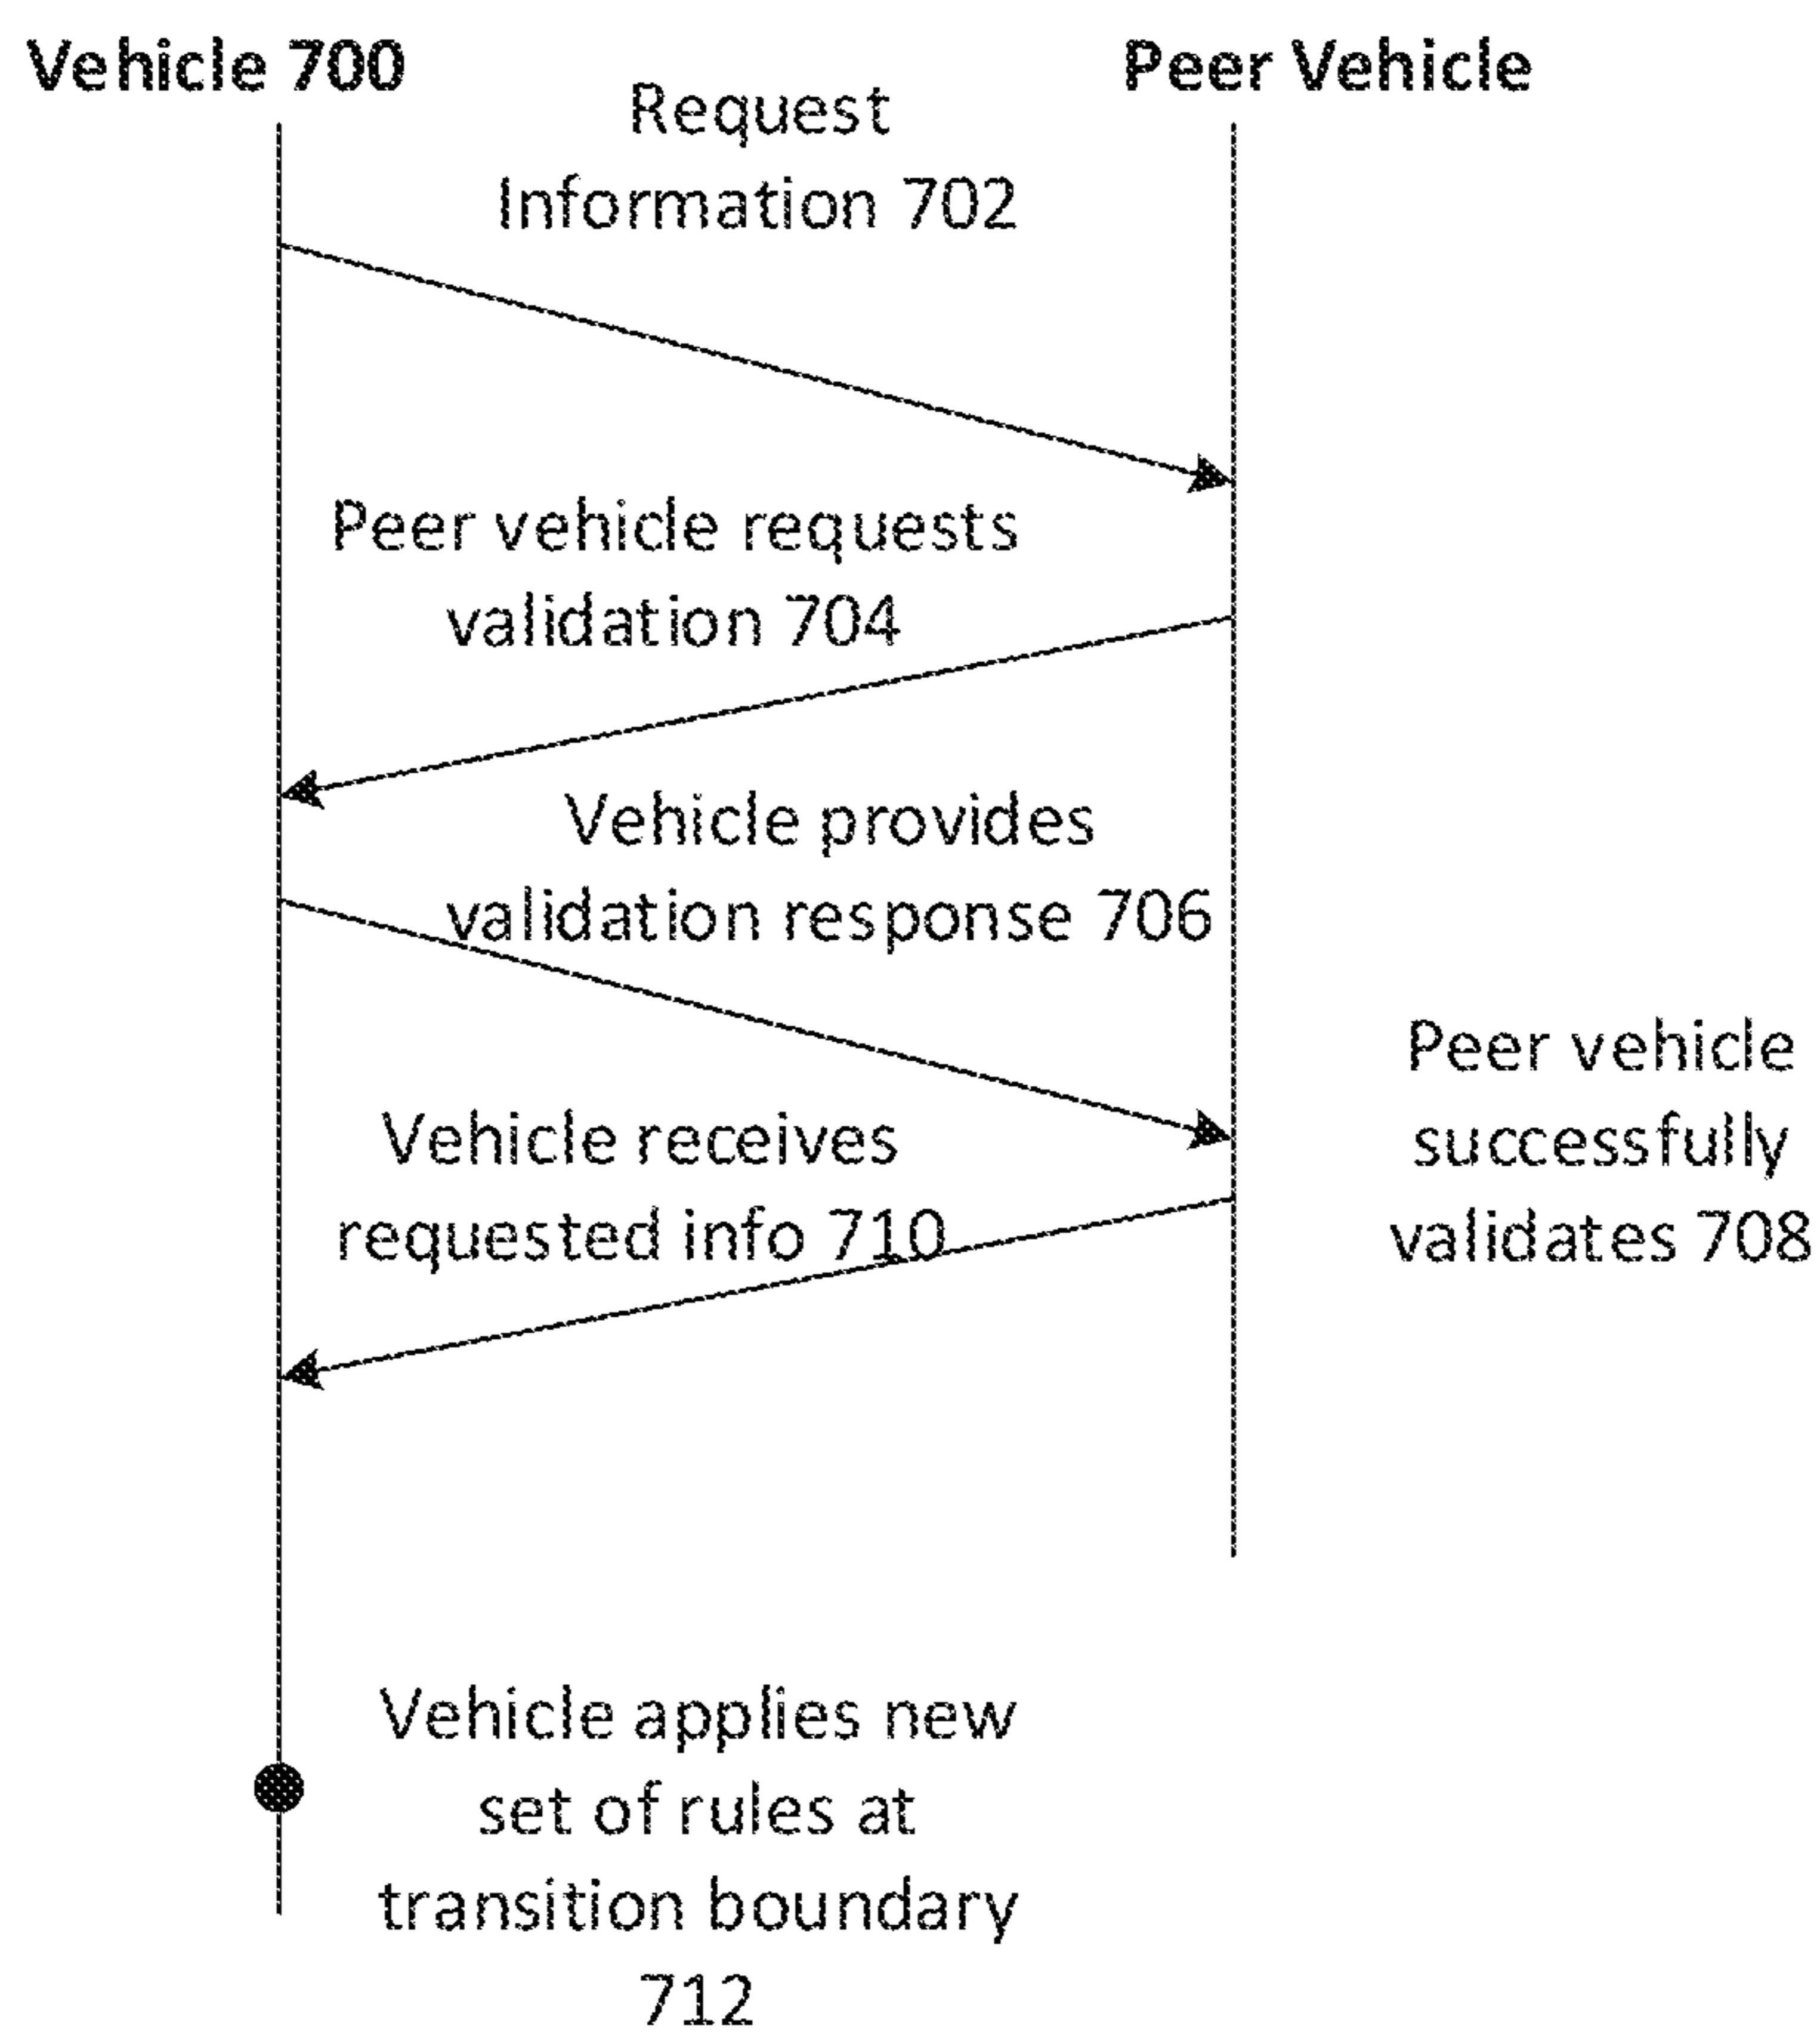 Vehicle 700
Peer Vehicle
Request
Information 702
Peer vehicle requests
validation 704
Vehicle provides
validation response 706
Peer vehicle
successfully
validates 708
Vehicle receives
requested info 710
Vehicle applies new
set of rules at
transition boundary
712